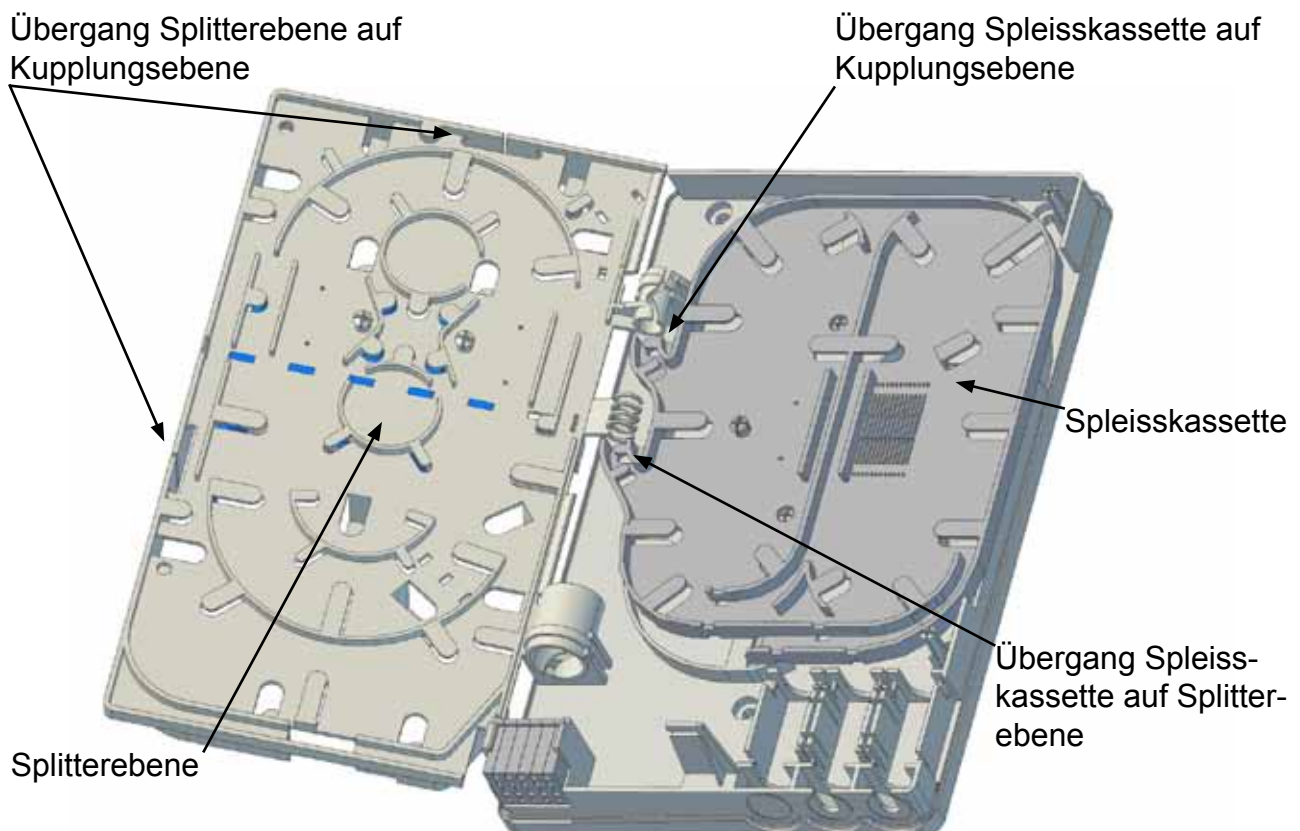 Übergang Splitterebene auf
Kupplungsebene
Übergang Spleisskassette auf
Kupplungsebene
Spleisskassette
Übergang Spleiss-
kassette auf Splitter-
ebene
Splitterebene